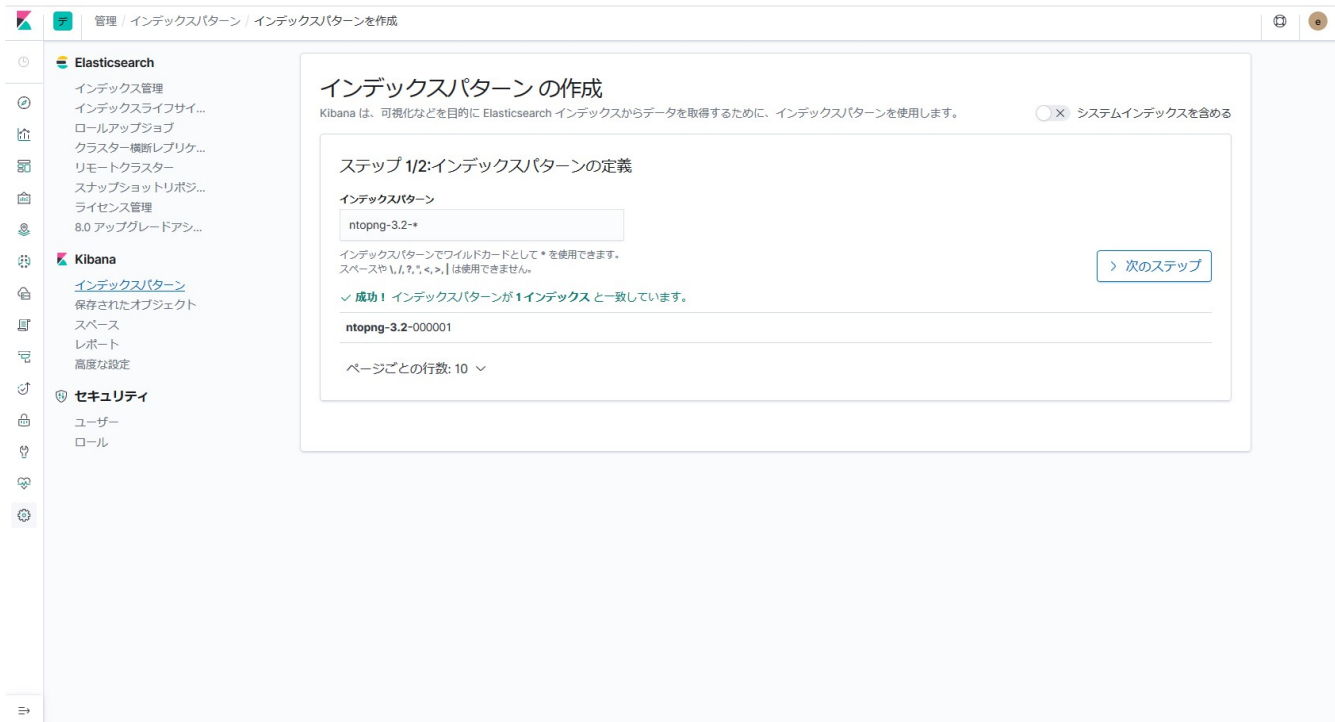 デ 管理 / インデックスパターン / インデックスパターンを作成 e
Elasticsearch
インデックス管理
インデックスライフサイ...
ロールアップジョブ
クラスター横断レプリケ...
リモートクラスター
スナップショットリポジ...
ライセンス管理
8.0 アップグレードアシ...
Kibana
インデックスパターン
保存されたオブジェクト
スペース
レポート
高度な設定
セキュリティ
ユーザー
ロール
インデックスパターン の作成
Kibana は、可視化などを目的に Elasticsearch インデックスからデータを取得するために、インデックスパターンを使用します。
システムインデックスを含める
ステップ 1/2:インデックスパターンの定義
インデックスパターン
ntopng-3.2-*
インデックスパターンでワイルドカードとして * を使用できます。
スペースや \, /, ?, ", <, >, | は使用できません。
次のステップ
成功！ インデックスパターンが 1 インデックス と一致しています。
ntopng-3.2-000001
ページごとの行数: 10